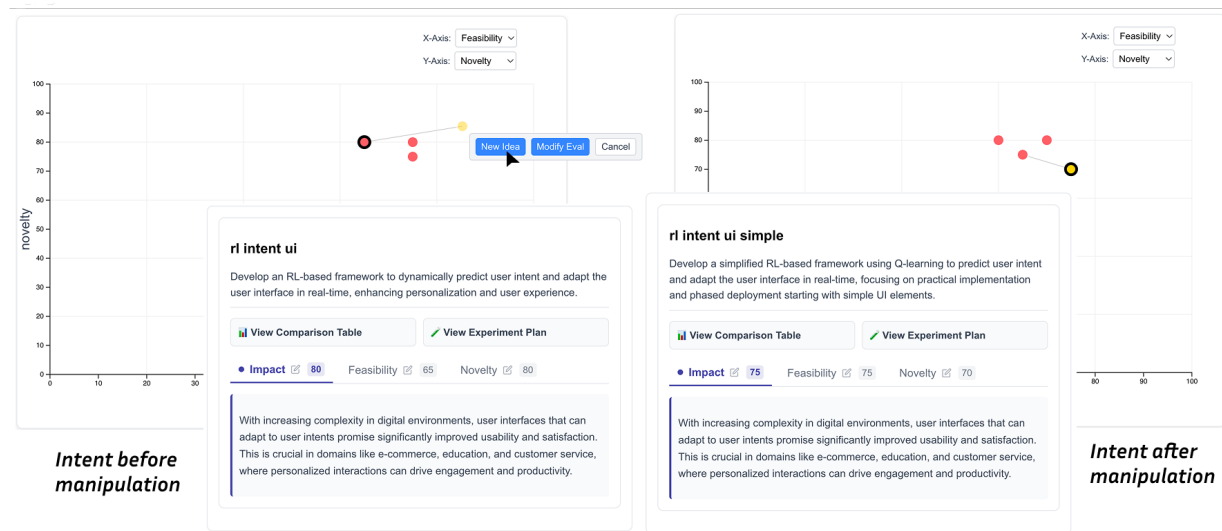 X-Axis: Feasibility
Y-Axis: Novelty
100
90
80
70
60
50
40
30
20
10
0
0 10 20 30
novelty
New Idea Modify Eval Cancel
rl intent ui
Develop an RL-based framework to dynamically predict user intent and adapt the
user interface in real-time, enhancing personalization and user experience.
View Comparison Table
View Experiment Plan
Impact 80 Feasibility 65 Novelty 80
With increasing complexity in digital environments, user interfaces that can
adapt to user intents promise significantly improved usability and satisfaction.
This is crucial in domains like e-commerce, education, and customer service,
where personalized interactions can drive engagement and productivity.
Intent before
manipulation
X-Axis: Feasibility
Y-Axis: Novelty
100
90
80
70
80 90 100
rl intent ui simple
Develop a simplified RL-based framework using Q-learning to predict user intent
and adapt the user interface in real-time, focusing on practical implementation
and phased deployment starting with simple UI elements.
View Comparison Table
View Experiment Plan
Impact 75 Feasibility 75 Novelty 70
With increasing complexity in digital environments, user interfaces that can
adapt to user intents promise significantly improved usability and satisfaction.
This is crucial in domains like e-commerce, education, and customer service,
where personalized interactions can drive engagement and productivity.
Intent after
manipulation